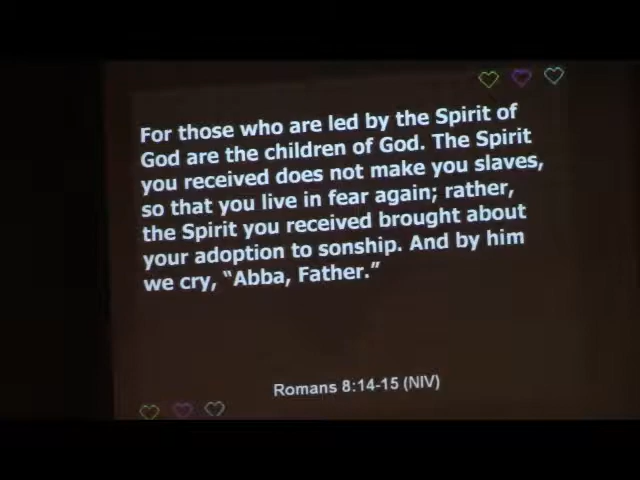 For those who are led by the Spirit of
God are the children of God. The Spirit
you received does not make you slaves,
so that you live in fear again; rather,
the Spirit you received brought about
your adoption to sonship. And by him
we cry, “Abba, Father.”
Romans 8:14-15 (NIV)